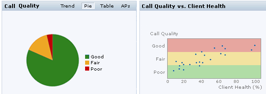 Call Quality
Trend Pie Table APs
Good
Fair
Poor
Call Quality vs. Client Health
Call Quality
Good
Fair
Poor
0 20 40 60 80 100
Client Health (%)